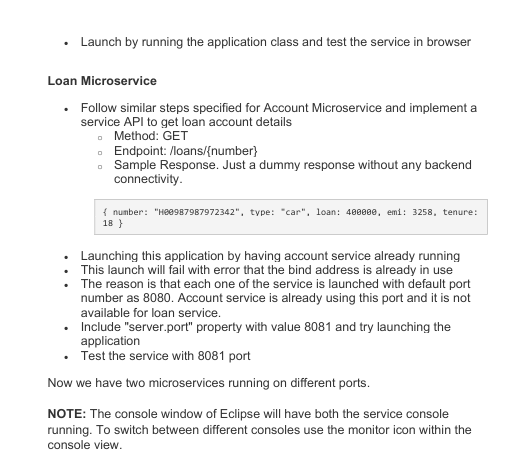 • Launch by running the application class and test the service in browser
Loan Microservice
• Follow similar steps specified for Account Microservice and implement a
service API to get loan account details
○ Method: GET
○ Endpoint: /loans/{number}
○ Sample Response. Just a dummy response without any backend
connectivity.
{ number: "H00987987972342", type: "car", loan: 400000, emi: 3258, tenure:
18 }
• Launching this application by having account service already running
• This launch will fail with error that the bind address is already in use
• The reason is that each one of the service is launched with default port
number as 8080. Account service is already using this port and it is not
available for loan service.
• Include "server.port" property with value 8081 and try launching the
application
• Test the service with 8081 port
Now we have two microservices running on different ports.
NOTE: The console window of Eclipse will have both the service console
running. To switch between different consoles use the monitor icon within the
console view.